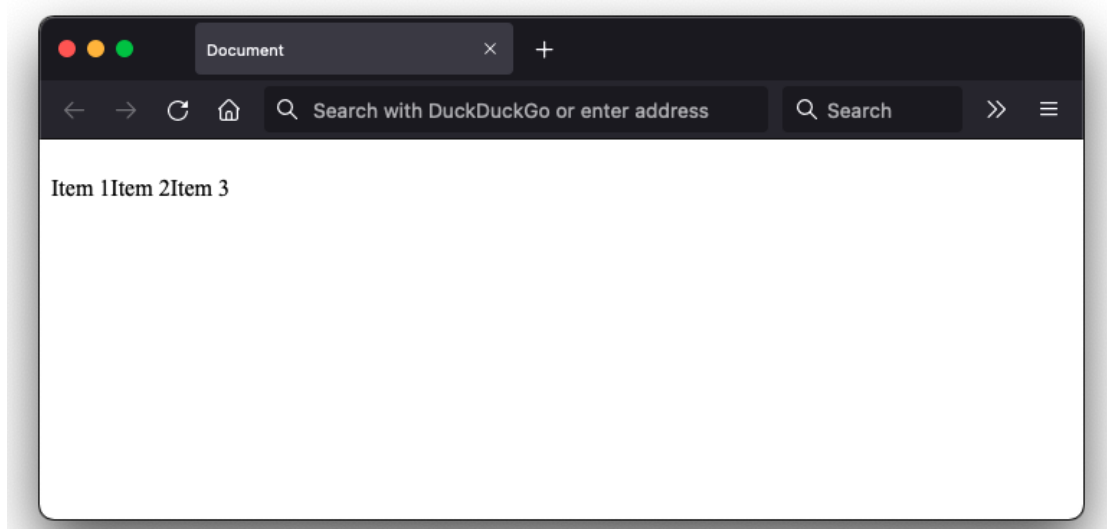 Document
Search with DuckDuckGo or enter address
Search
Item 1Item 2Item 3